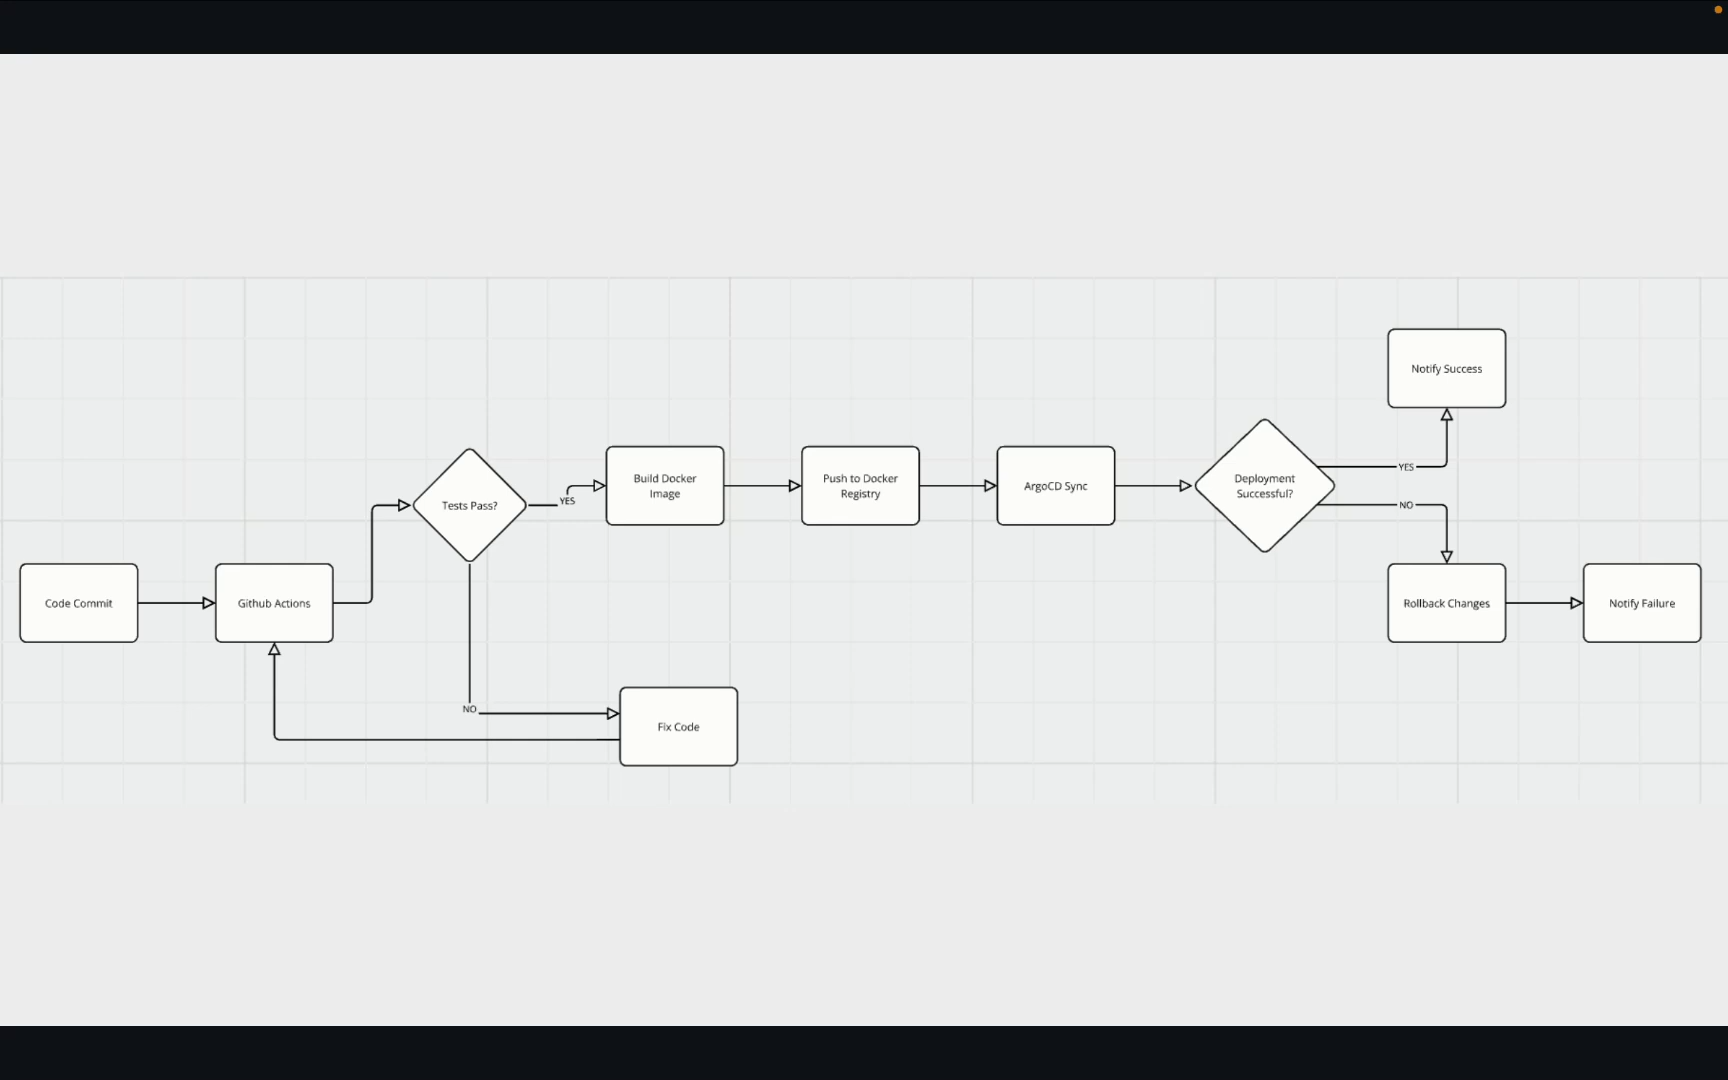 Code Commit
Github Actions
Tests Pass?
YES
NO
Fix Code
Build Docker
Image
Push to Docker
Registry
ArgoCD Sync
Deployment
Successful?
YES
Notify Success
NO
Rollback Changes
Notify Failure